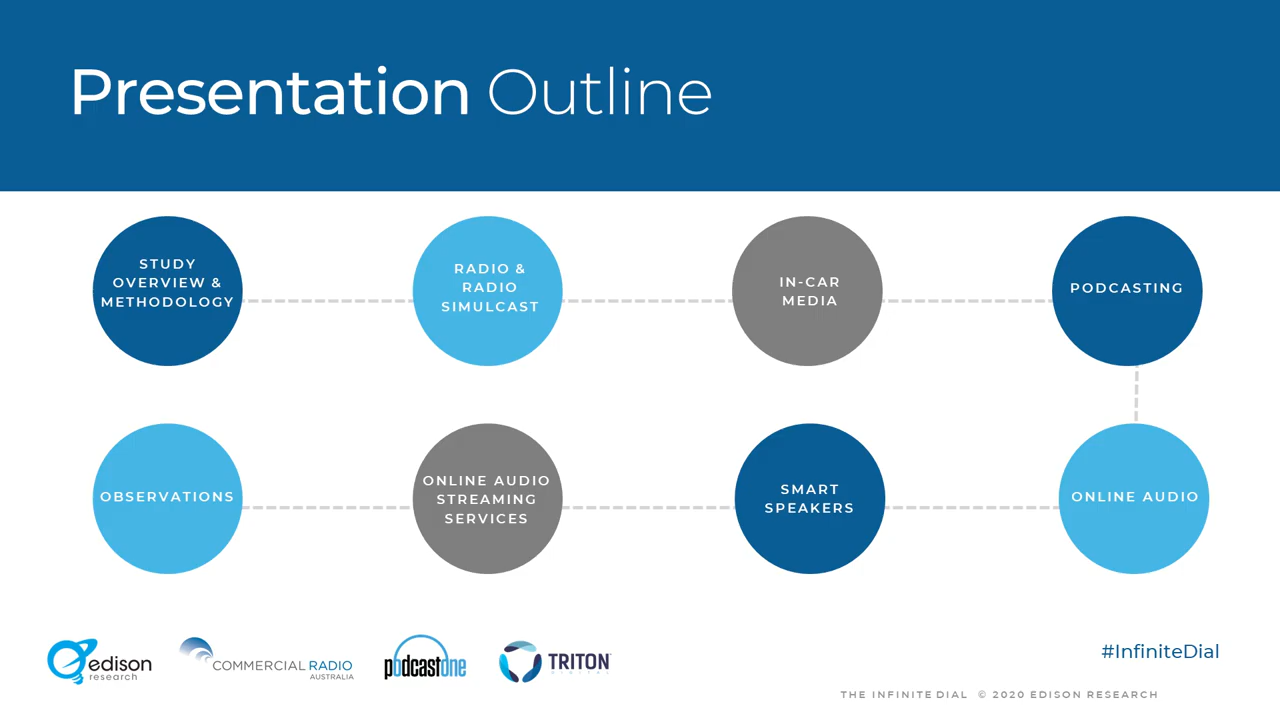 Presentation Outline
STUDY
OVERVIEW &
METHODOLOGY
RADIO &
RADIO
SIMULCAST
IN-CAR
MEDIA
PODCASTING
OBSERVATIONS
ONLINE AUDIO
STREAMING
SERVICES
SMART
SPEAKERS
ONLINE AUDIO
edison
research
COMMERCIAL RADIO
AUSTRALIA
podcastone
TRITON
#InfiniteDial
THE INFINITE DIAL © 2020 EDISON RESEARCH